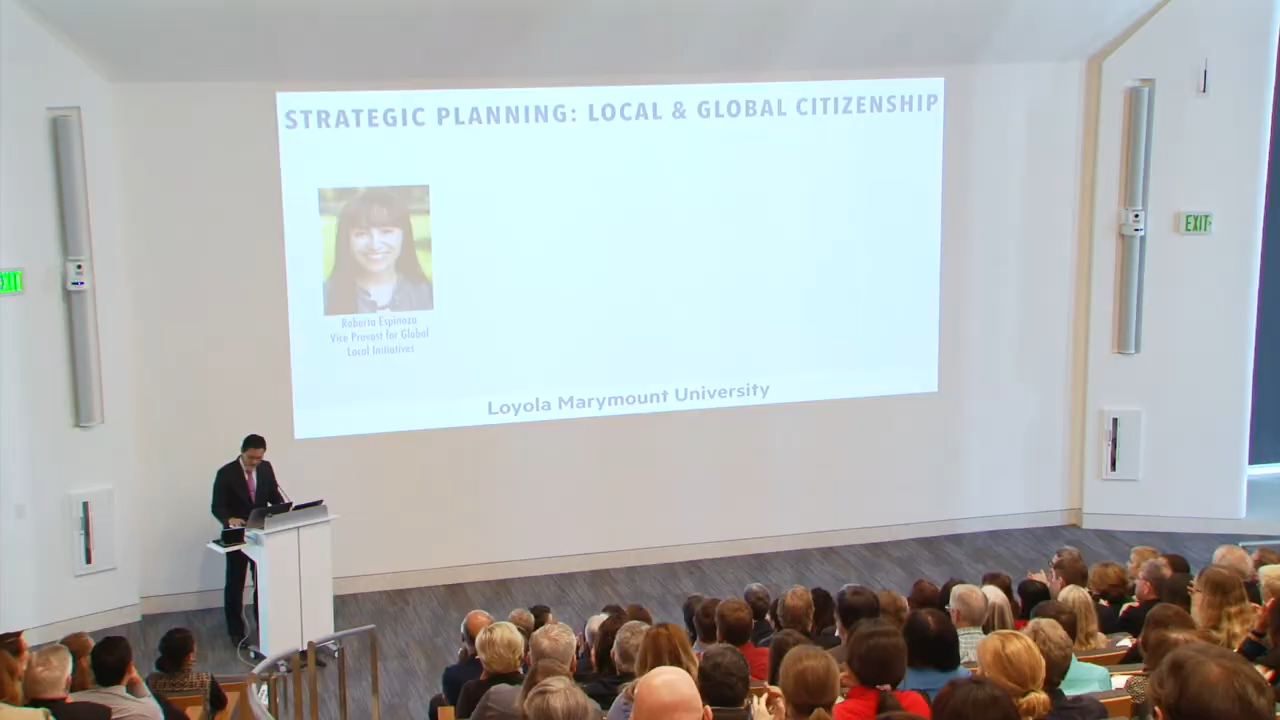 STRATEGIC PLANNING: LOCAL & GLOBAL CITIZENSHIP
Roberta Espinoza
Vice Provost for Global
Local Initiatives
Loyola Marymount University
EXIT
EXIT